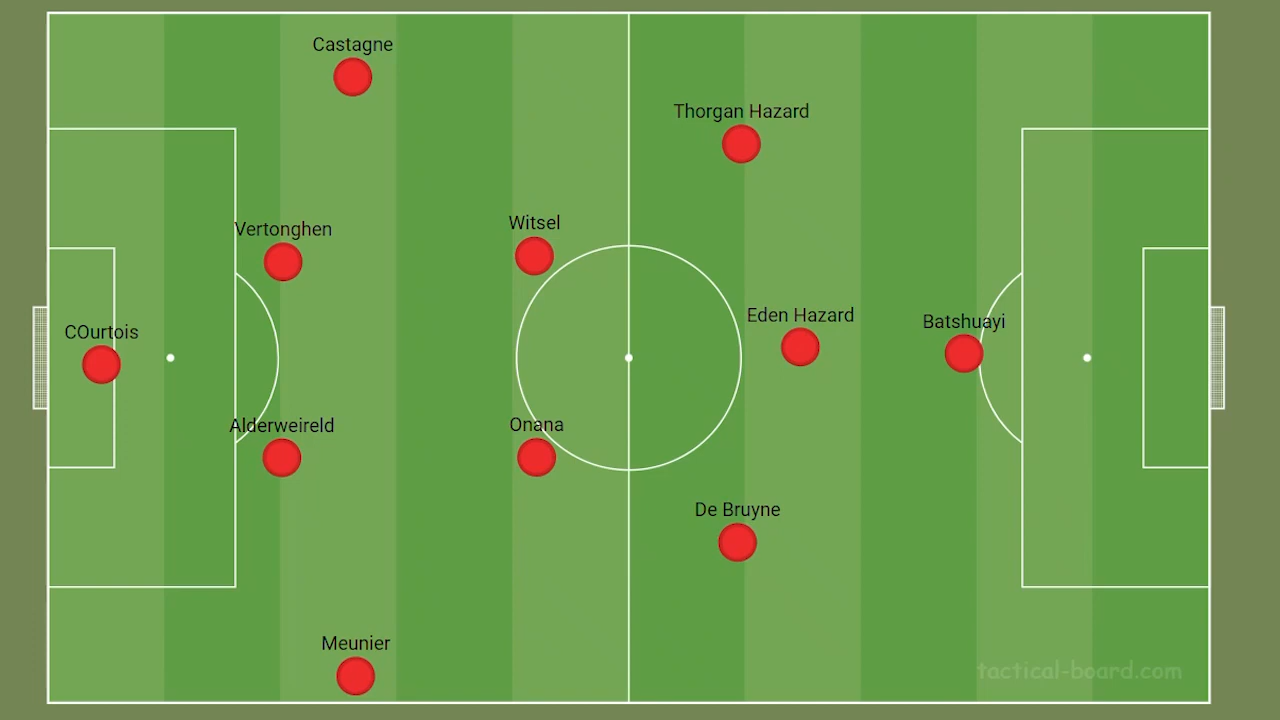 Castagne
Thorgan Hazard
Witsel
Vertonghen
Eden Hazard
Batshuayi
COurtois
Alderweireld
Onana
De Bruyne
Meunier
tactical-board.com